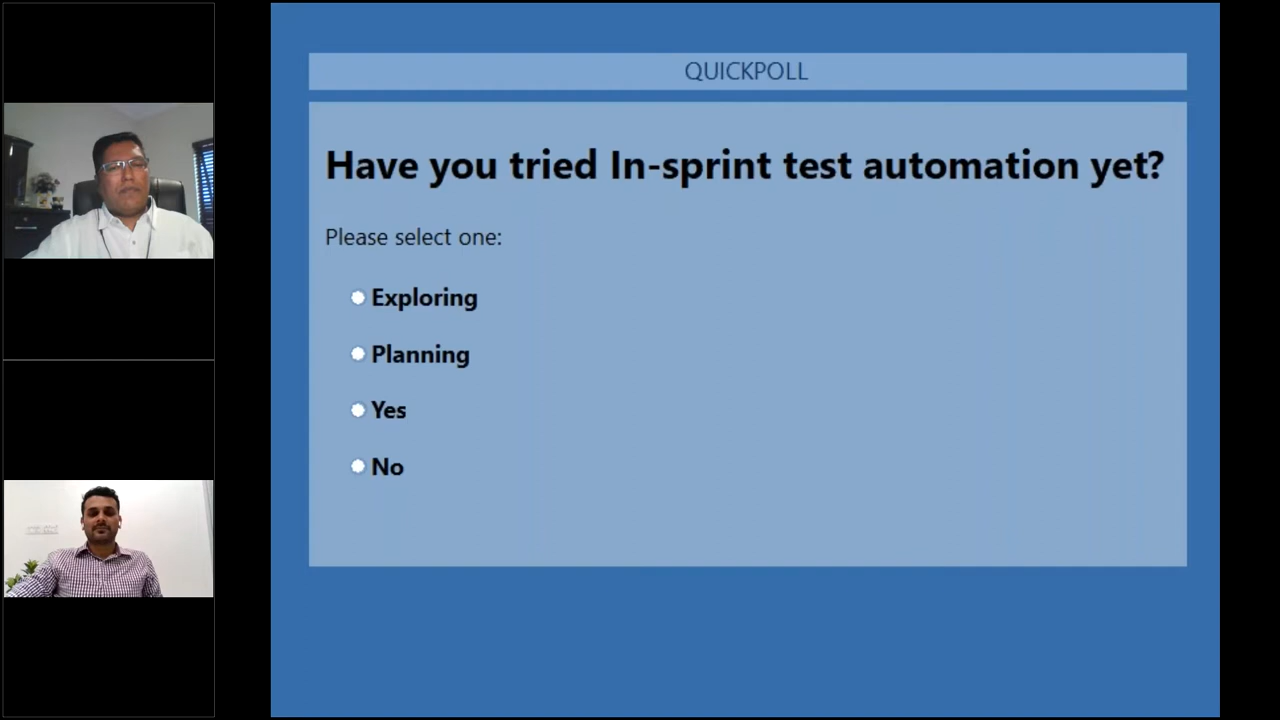 QUICKPOLL
Have you tried In-sprint test automation yet?
Please select one:
Exploring
Planning
Yes
No